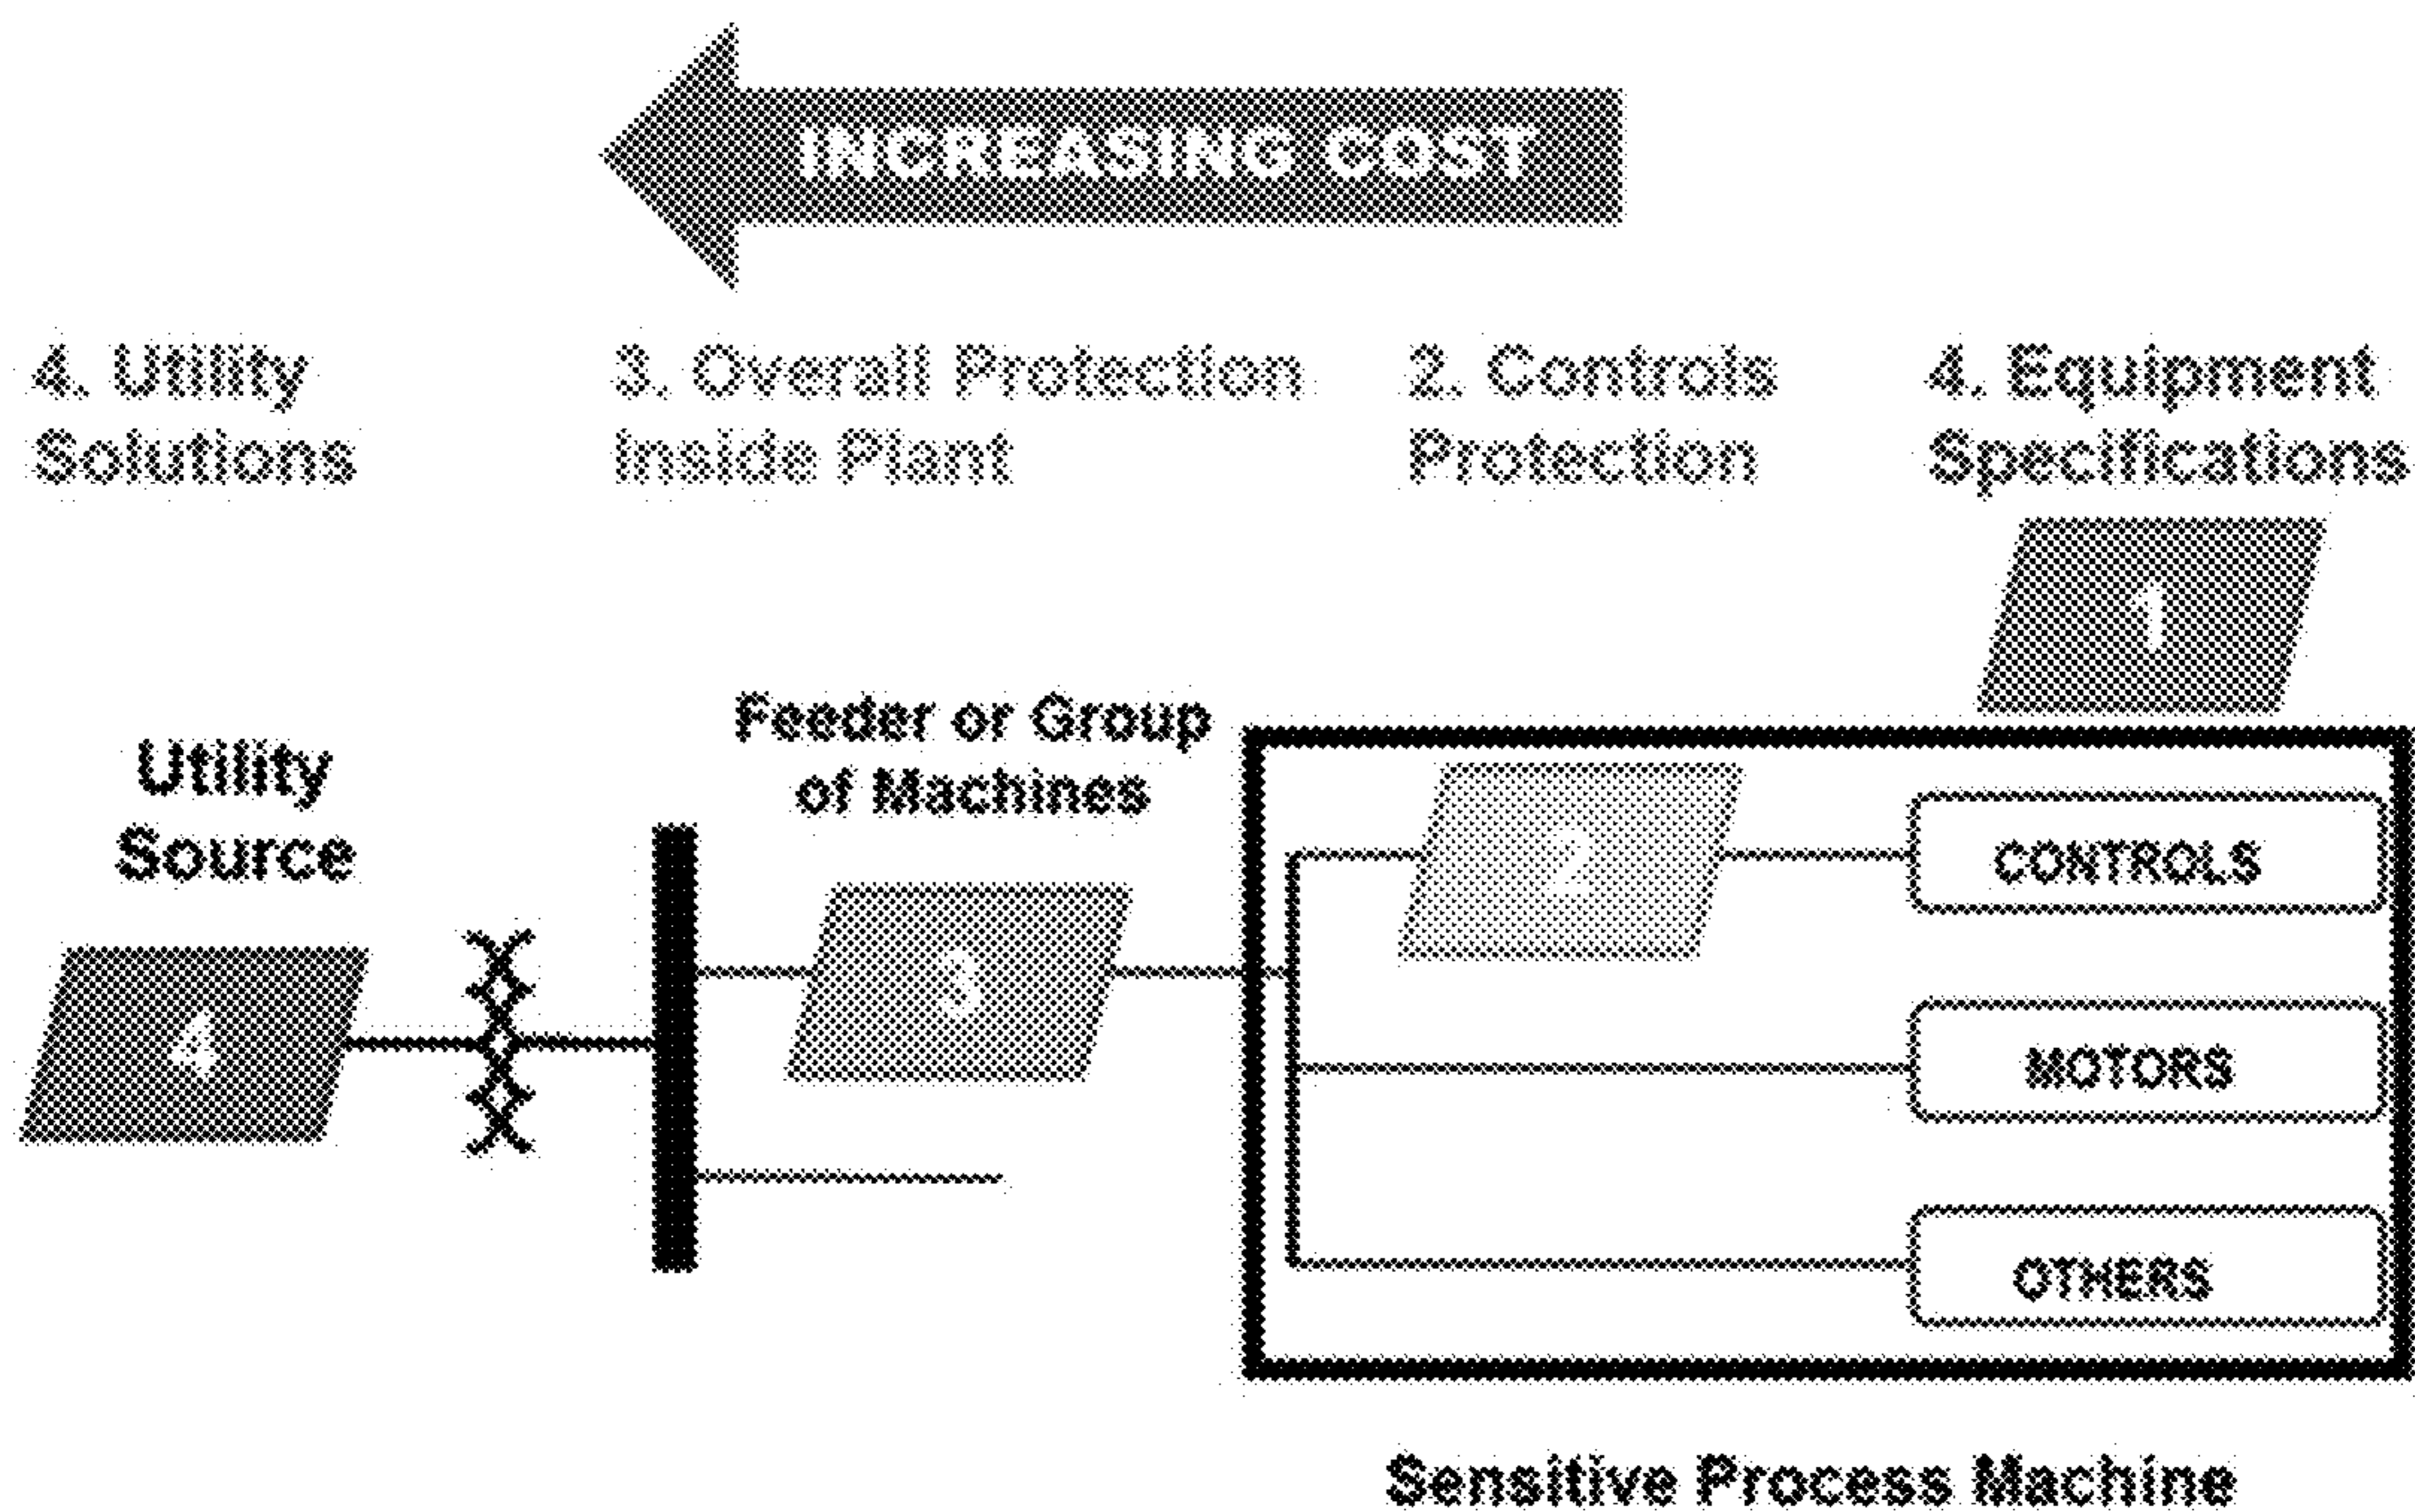 INCREASING COST
4. Utility
Solutions
3. Overall Protection
Inside Plant
2. Controls
Protection
4. Equipment
Specifications
1
Feeder or Group
of Machines
Utility
Source
2
CONTROLS
3
4
MOTORS
OTHERS
Sensitive Process Machine